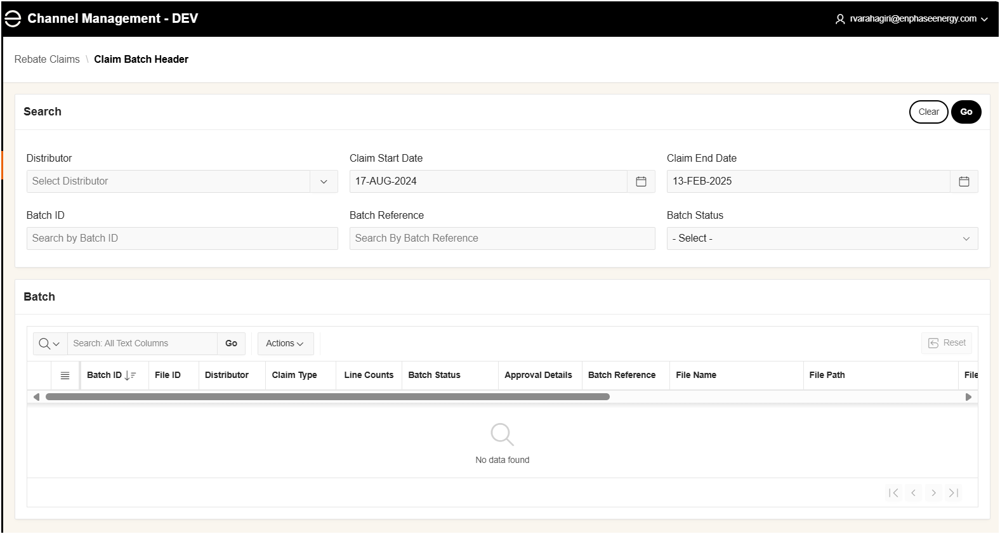 Channel Management - DEV
rvarahagiri@enphaseenergy.com
Rebate Claims \ Claim Batch Header
Search
Clear
Go
Distributor
Claim Start Date
Claim End Date
Select Distributor
17-AUG-2024
13-FEB-2025
Batch ID
Batch Reference
Batch Status
Search by Batch ID
Search By Batch Reference
- Select -
Batch
Search: All Text Columns
Go
Actions
Reset
Batch ID
File ID
Distributor
Claim Type
Line Counts
Batch Status
Approval Details
Batch Reference
File Name
File Path
File
No data found